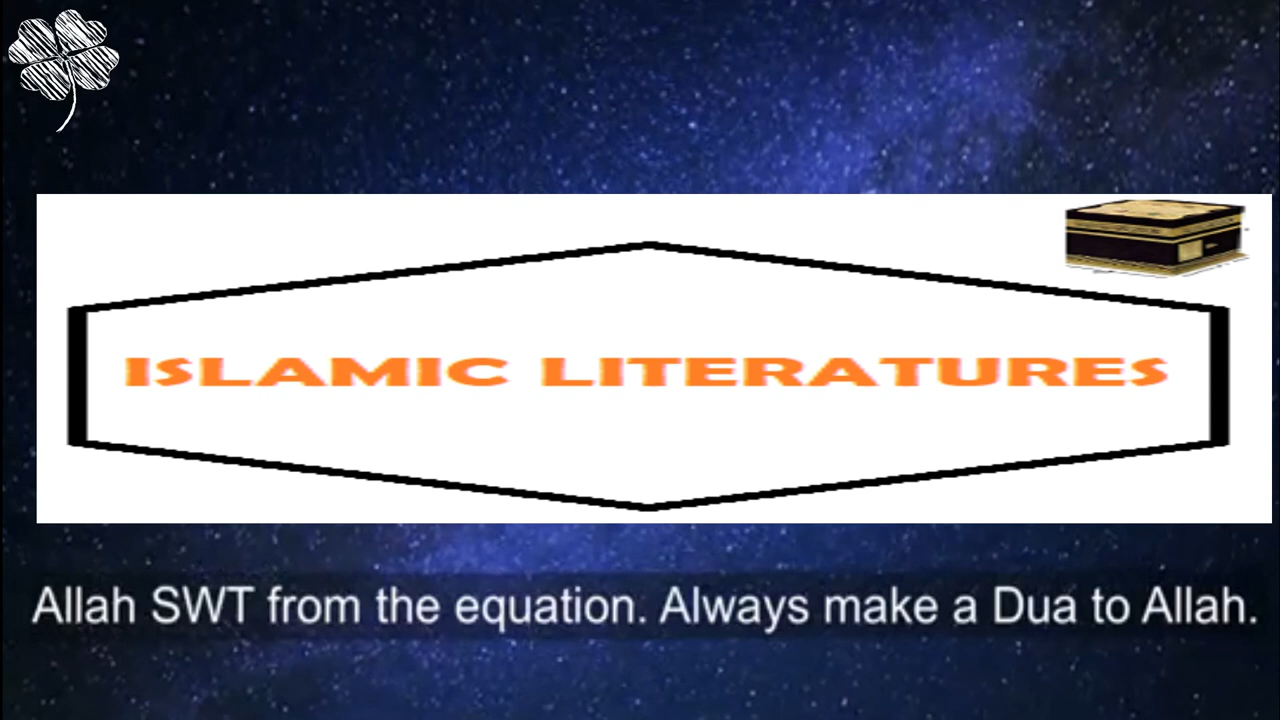 ISLAMIC LITERATURES
Allah SWT from the equation. Always make a Dua to Allah.